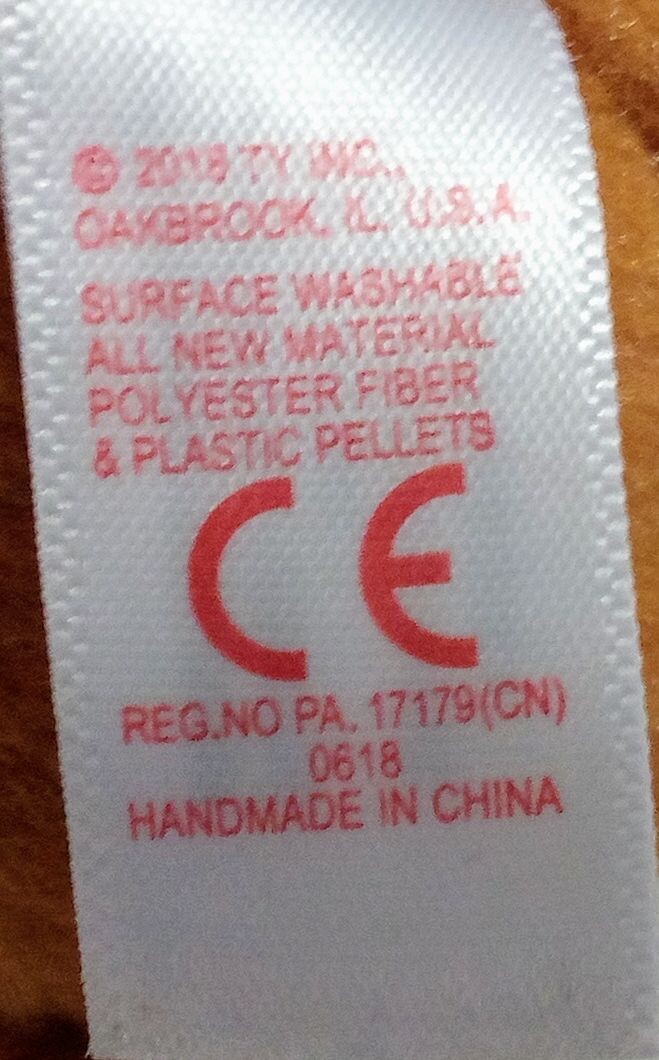 © 2018 TY INC.,
OAKBROOK, IL. U.S.A.
SURFACE WASHABLE
ALL NEW MATERIAL
POLYESTER FIBER
& PLASTIC PELLETS
CE
REG.NO PA. 17179(CN)
0618
HANDMADE IN CHINA